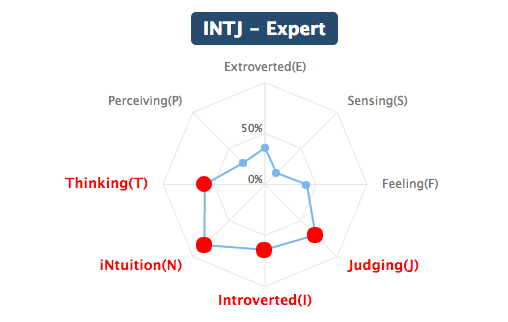 INTJ – Expert
Extroverted(E)
Perceiving(P)
Sensing(S)
50%
Thinking(T)
0%
Feeling(F)
iNtuition(N)
Judging(J)
Introverted(I)